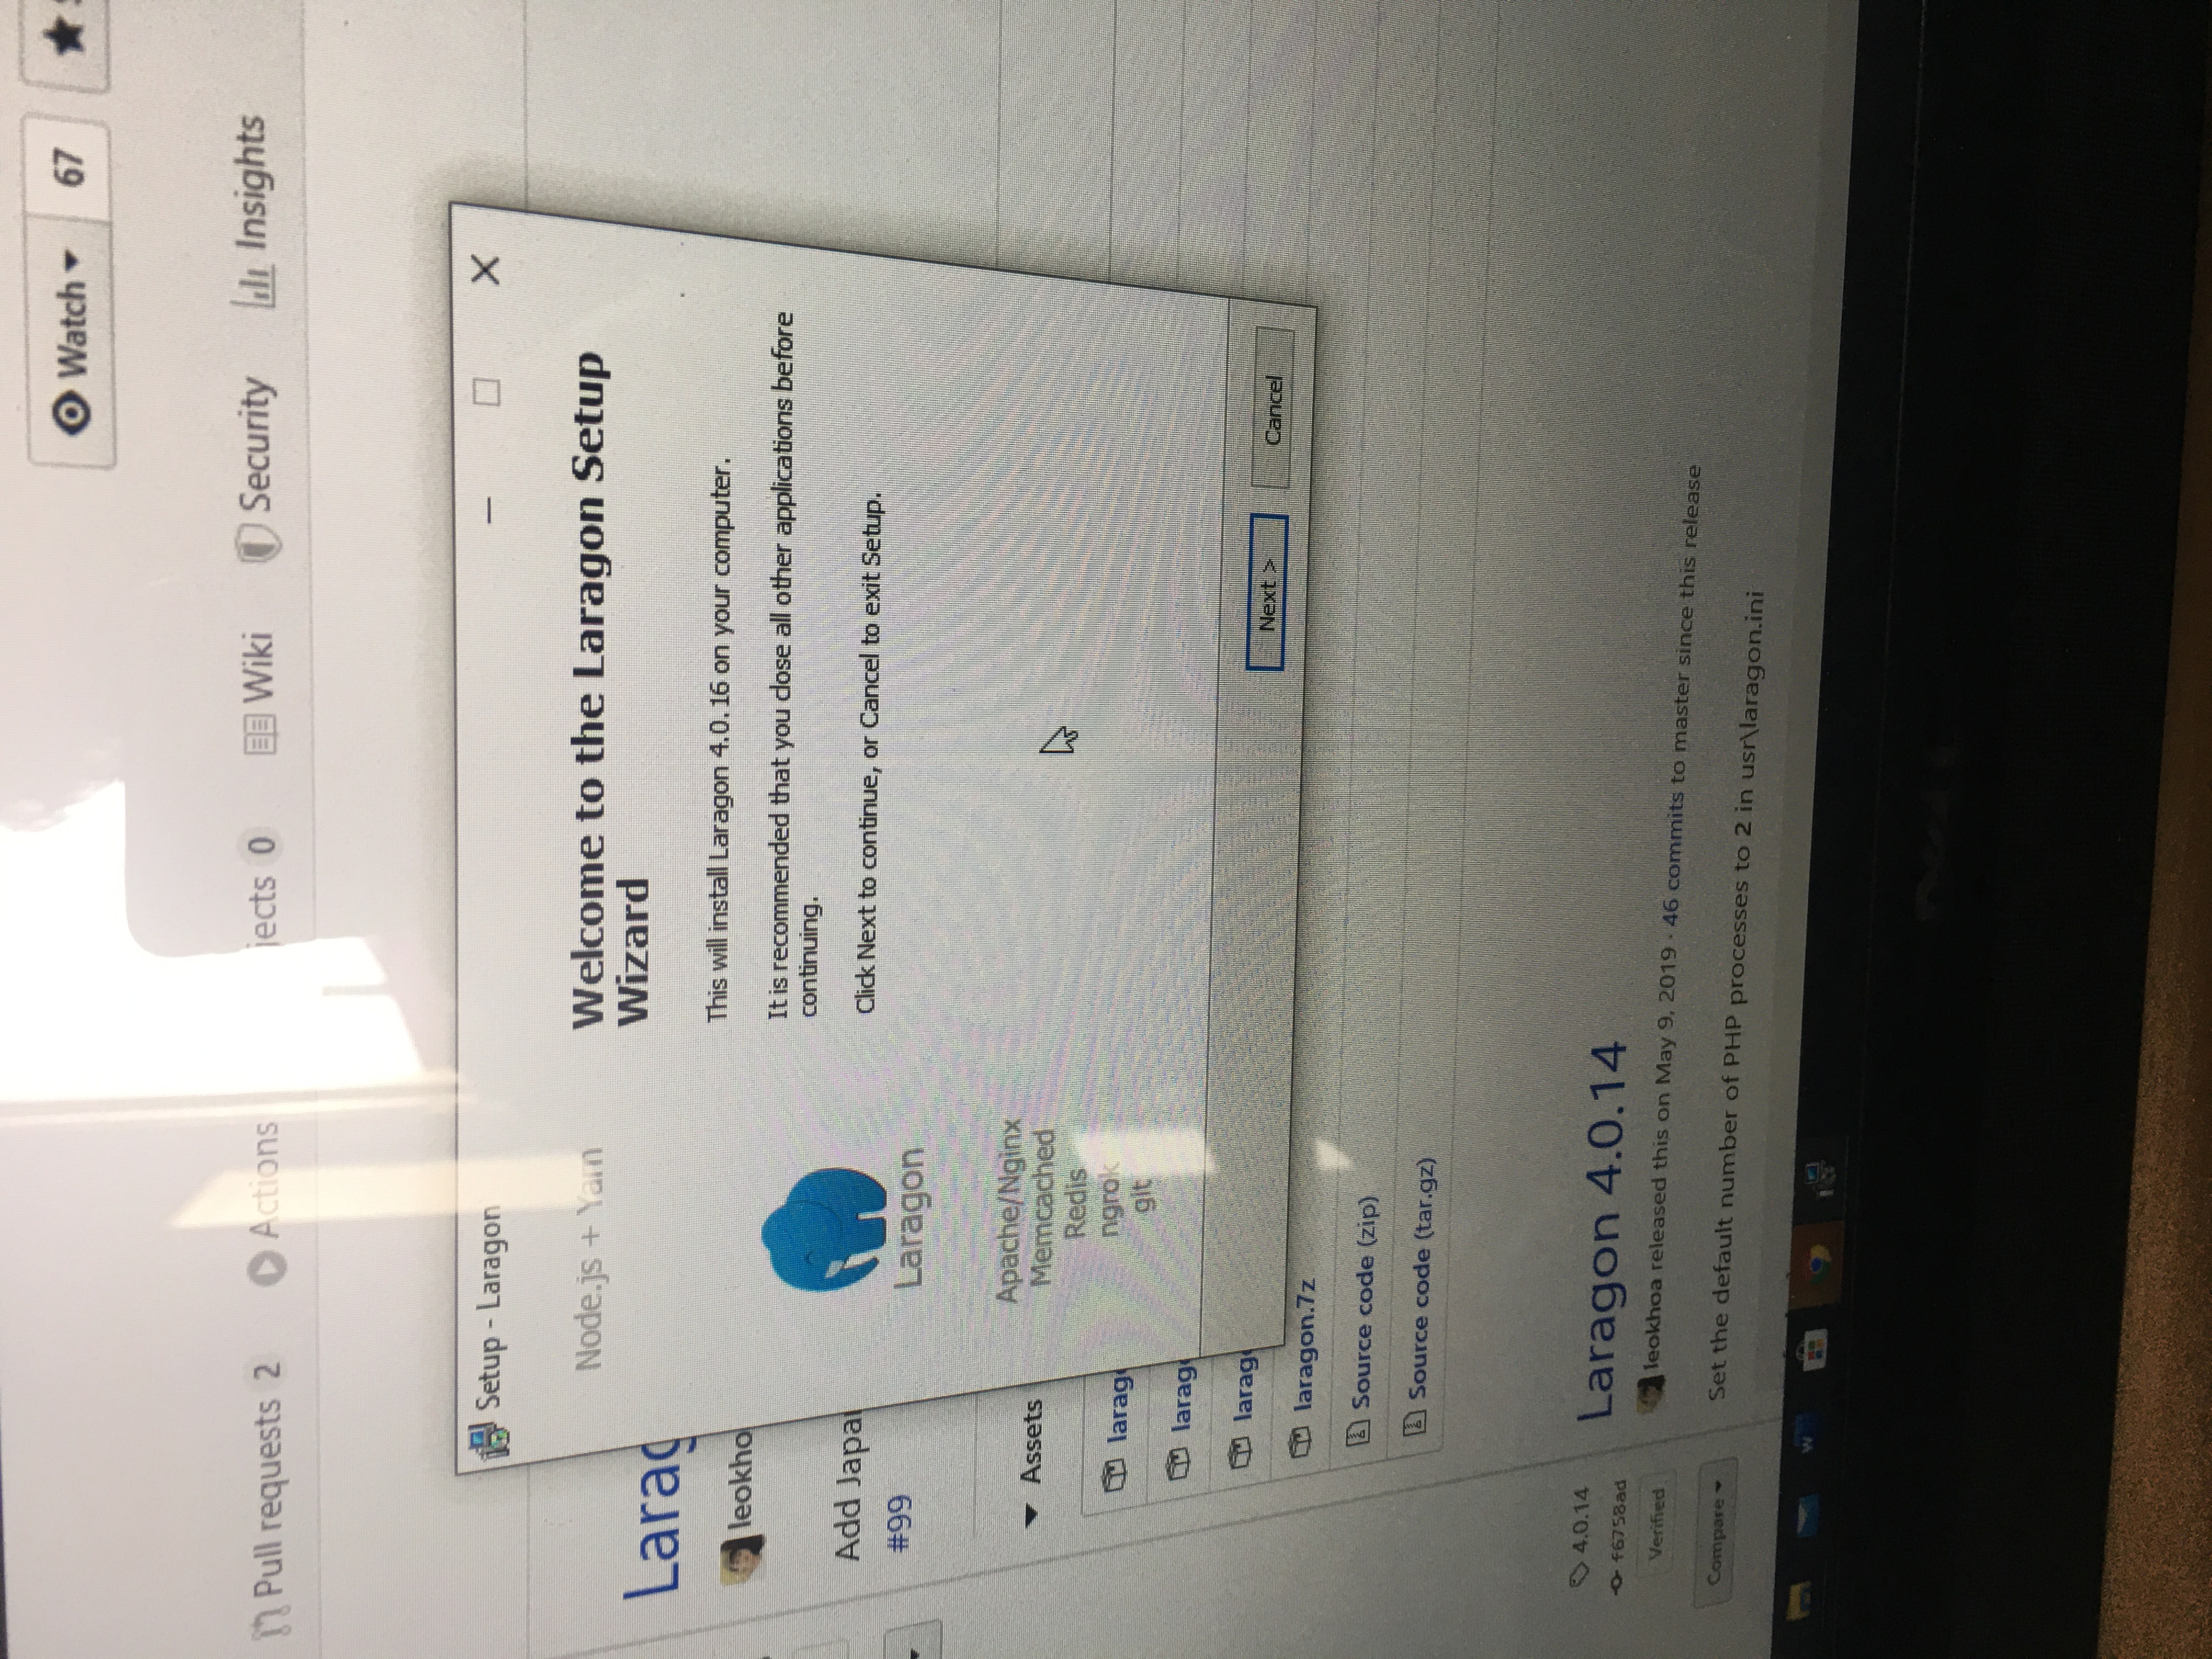 Watch
67
Pull requests 2
Actions
jects 0
Wiki
Security
Insights
Setup - Laragon
Node.js + Yarn
Welcome to the Laragon Setup
Wizard
This will install Laragon 4.0.16 on your computer.
It is recommended that you close all other applications before
continuing.
Click Next to continue, or Cancel to exit Setup.
Laragon
Apache/Nginx
Memcached
Redis
ngrok
git
Next >
Cancel
Larag
leokho
Add Japa
#99
Assets
larag
larag
larag
laragon.7z
Source code (zip)
Source code (tar.gz)
4.0.14
f6758ad
Verified
Compare
Laragon 4.0.14
leokhoa released this on May 9, 2019 · 46 commits to master since this release
Set the default number of PHP processes to 2 in usr\laragon.ini
DELL